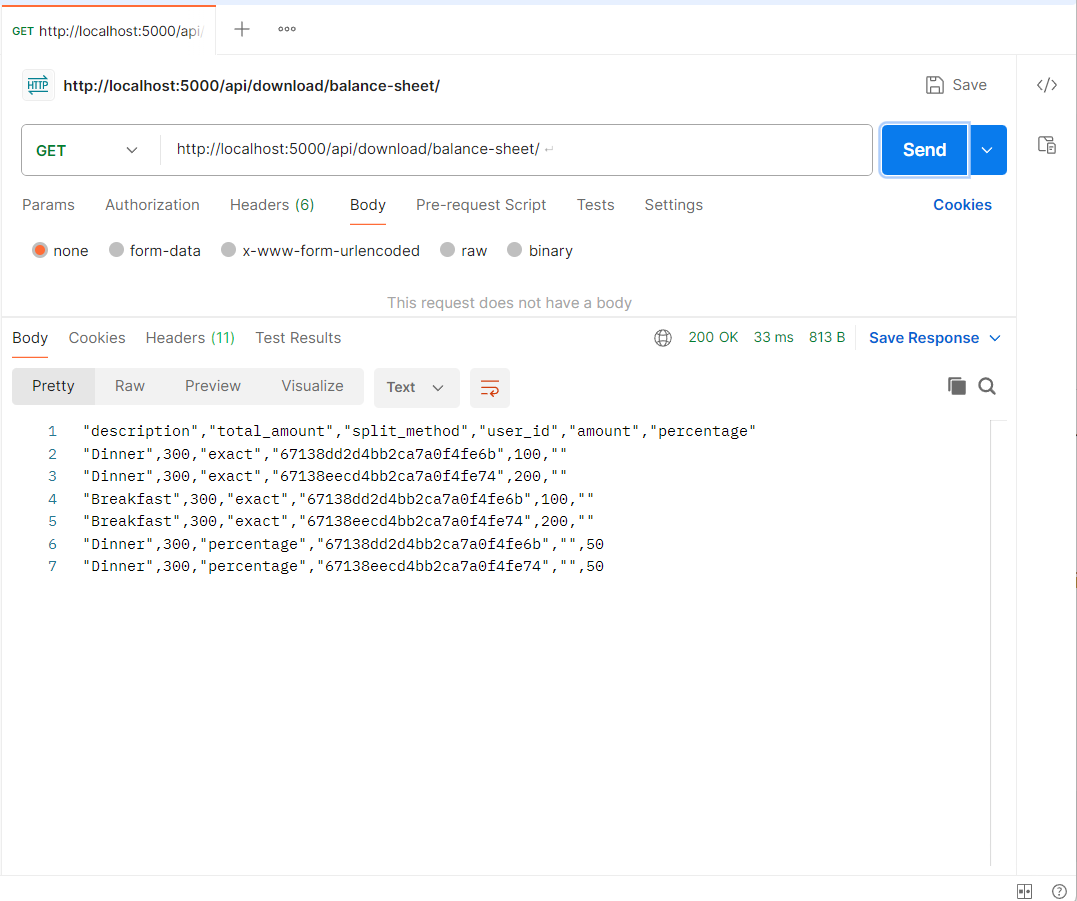 GET http://localhost:5000/api/
HTTP http://localhost:5000/api/download/balance-sheet/ Save
GET http://localhost:5000/api/download/balance-sheet/ Send
Params Authorization Headers (6) Body Pre-request Script Tests Settings Cookies
none form-data x-www-form-urlencoded raw binary
This request does not have a body
Body Cookies Headers (11) Test Results 200 OK 33 ms 813 B Save Response
Pretty Raw Preview Visualize Text
1 "description","total_amount","split_method","user_id","amount","percentage"
2 "Dinner",300,"exact","67138dd2d4bb2ca7a0f4fe6b",100,""
3 "Dinner",300,"exact","67138eecd4bb2ca7a0f4fe74",200,""
4 "Breakfast",300,"exact","67138dd2d4bb2ca7a0f4fe6b",100,""
5 "Breakfast",300,"exact","67138eecd4bb2ca7a0f4fe74",200,""
6 "Dinner",300,"percentage","67138dd2d4bb2ca7a0f4fe6b","",50
7 "Dinner",300,"percentage","67138eecd4bb2ca7a0f4fe74","",50